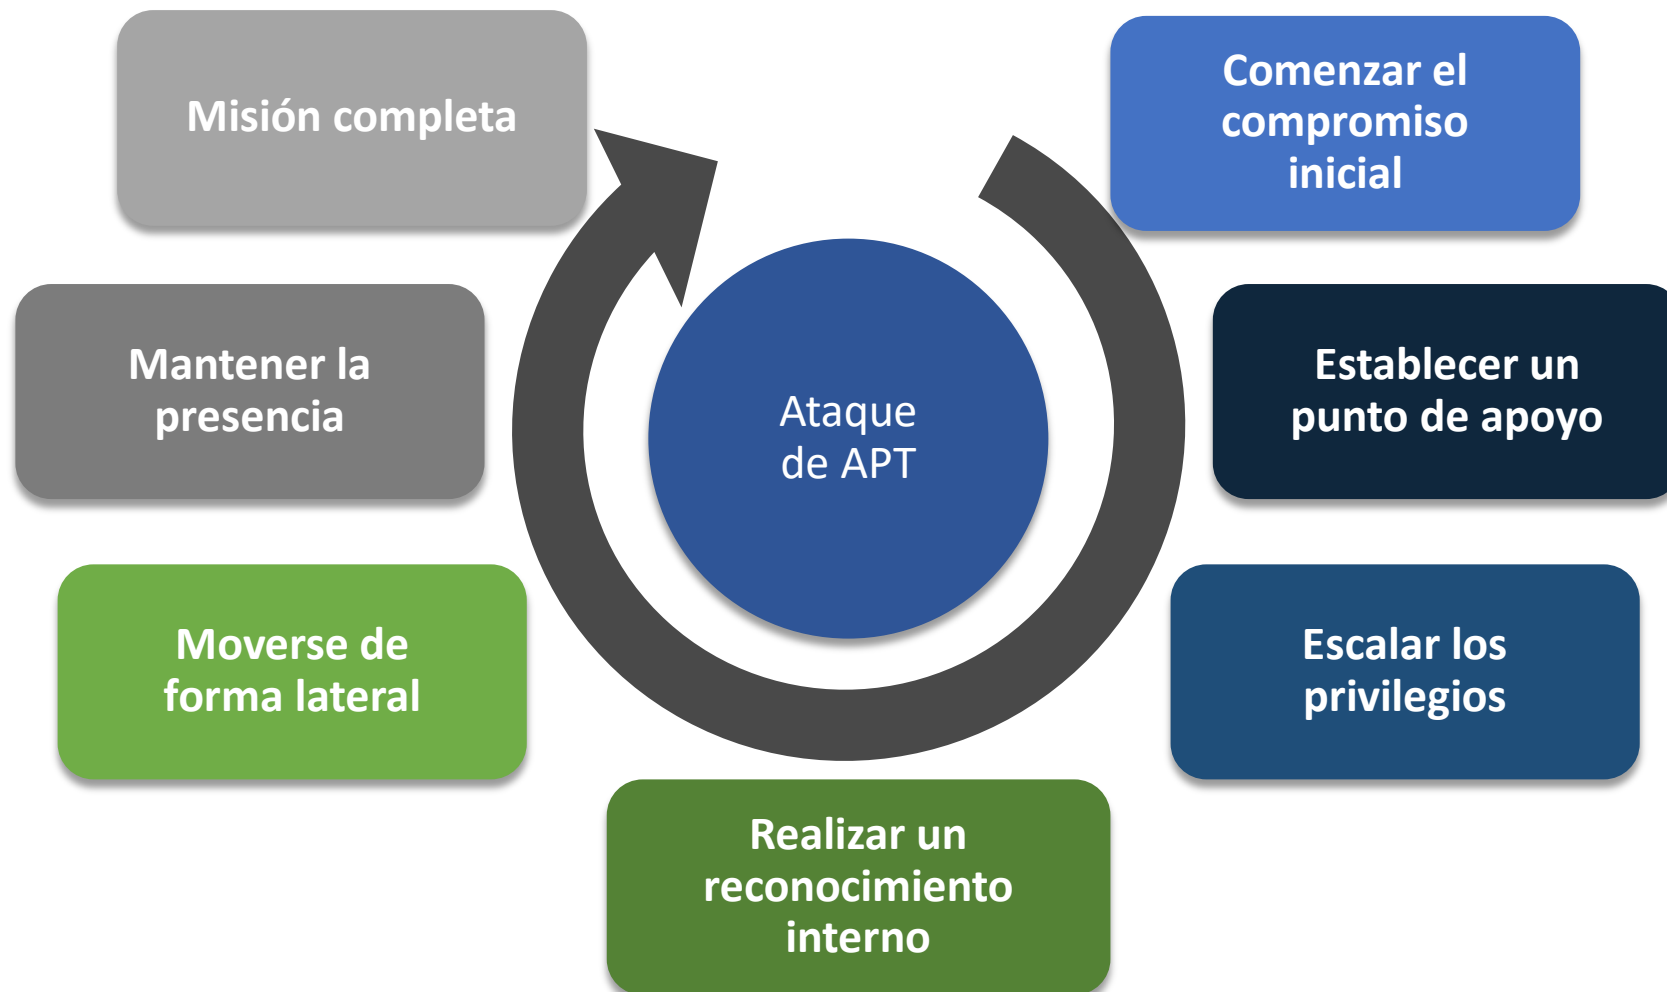 Comenzar el
compromiso
inicial
Establecer un
punto de apoyo
Escalar los
privilegios
Realizar un
reconocimiento
interno
Moverse de
forma lateral
Mantener la
presencia
Misión completa
Ataque
de APT